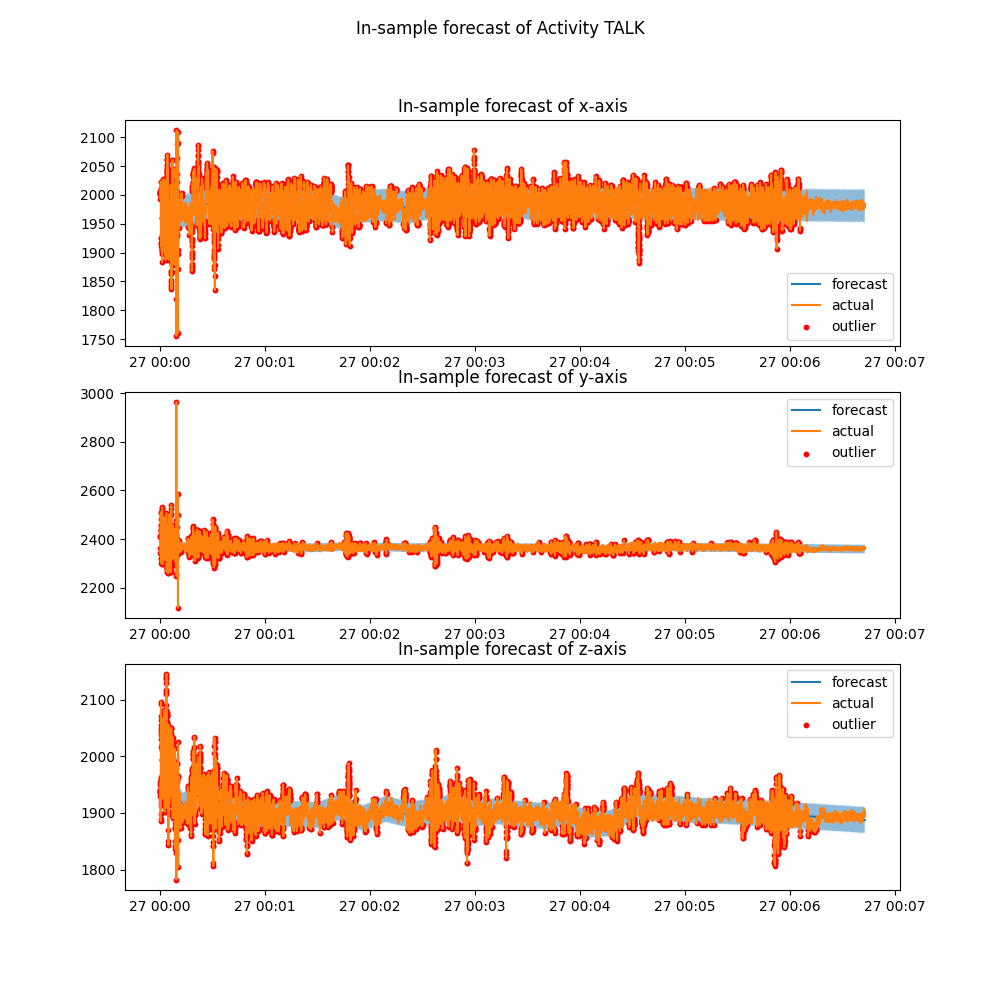 In-sample forecast of Activity TALK
In-sample forecast of x-axis
2100
2050
2000
1950
1900
1850
1800
1750
forecast
actual
outlier
27 00:00 27 00:01 27 00:02 27 00:03 27 00:04 27 00:05 27 00:06 27 00:07
In-sample forecast of y-axis
3000
2800
2600
2400
2200
forecast
actual
outlier
27 00:00 27 00:01 27 00:02 27 00:03 27 00:04 27 00:05 27 00:06 27 00:07
In-sample forecast of z-axis
2100
2000
1900
1800
forecast
actual
outlier
27 00:00 27 00:01 27 00:02 27 00:03 27 00:04 27 00:05 27 00:06 27 00:07